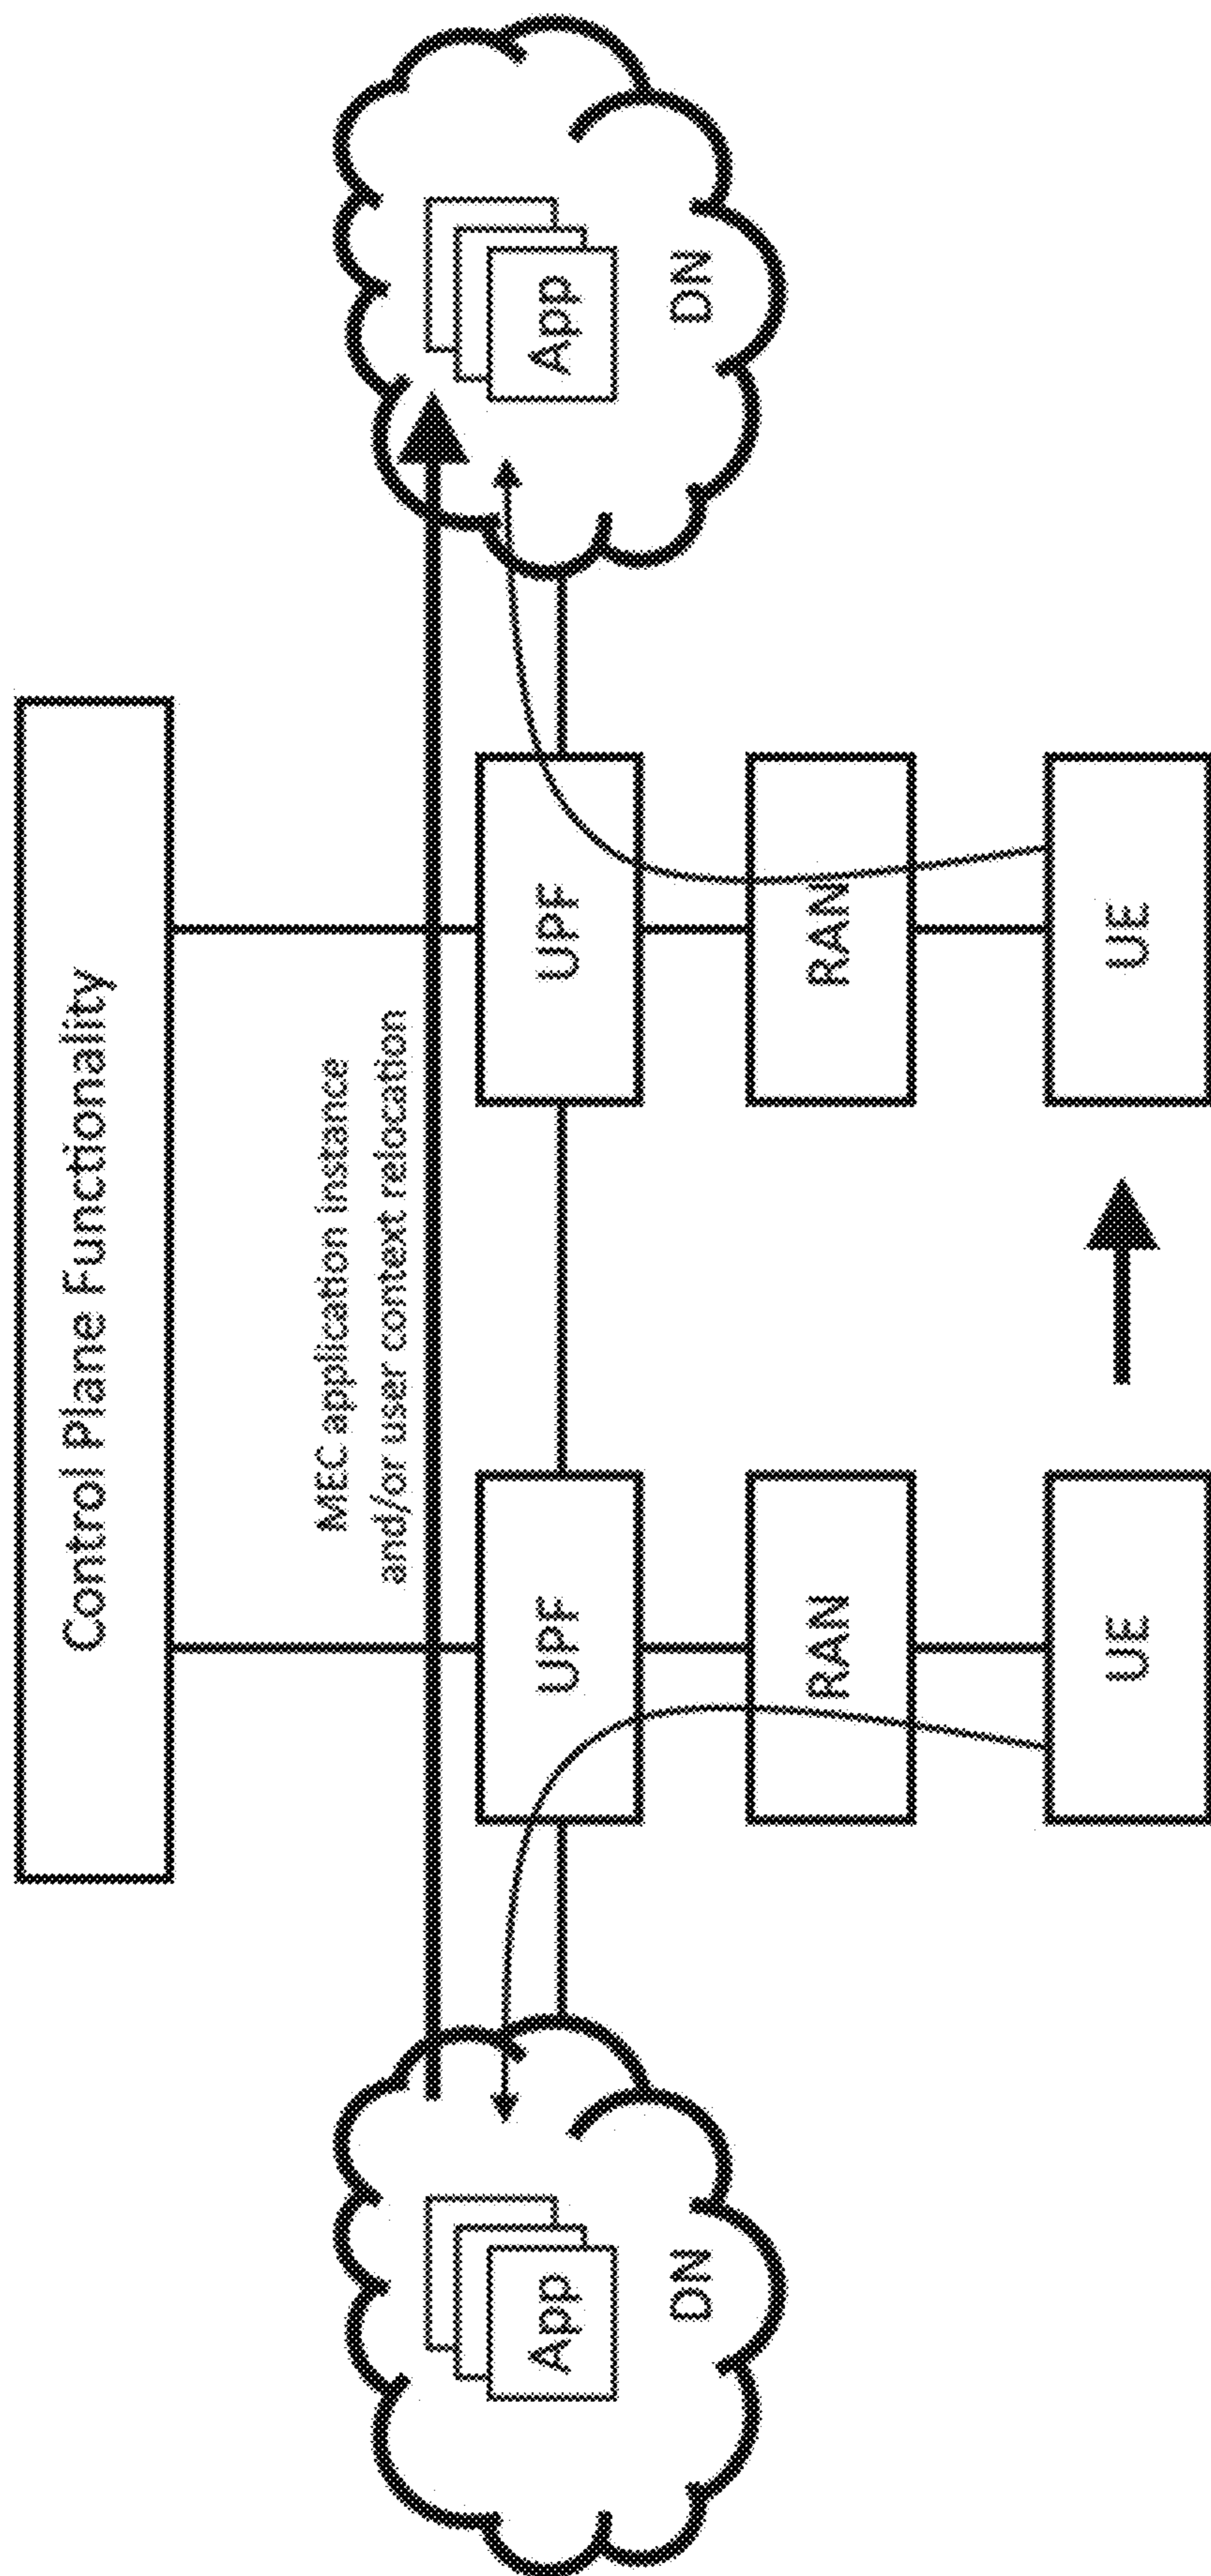 Control Plane Functionality
MEC application instance
and/or user context relocation
App
DN
UPF
UPF
App
DN
RAN
RAN
UE
UE